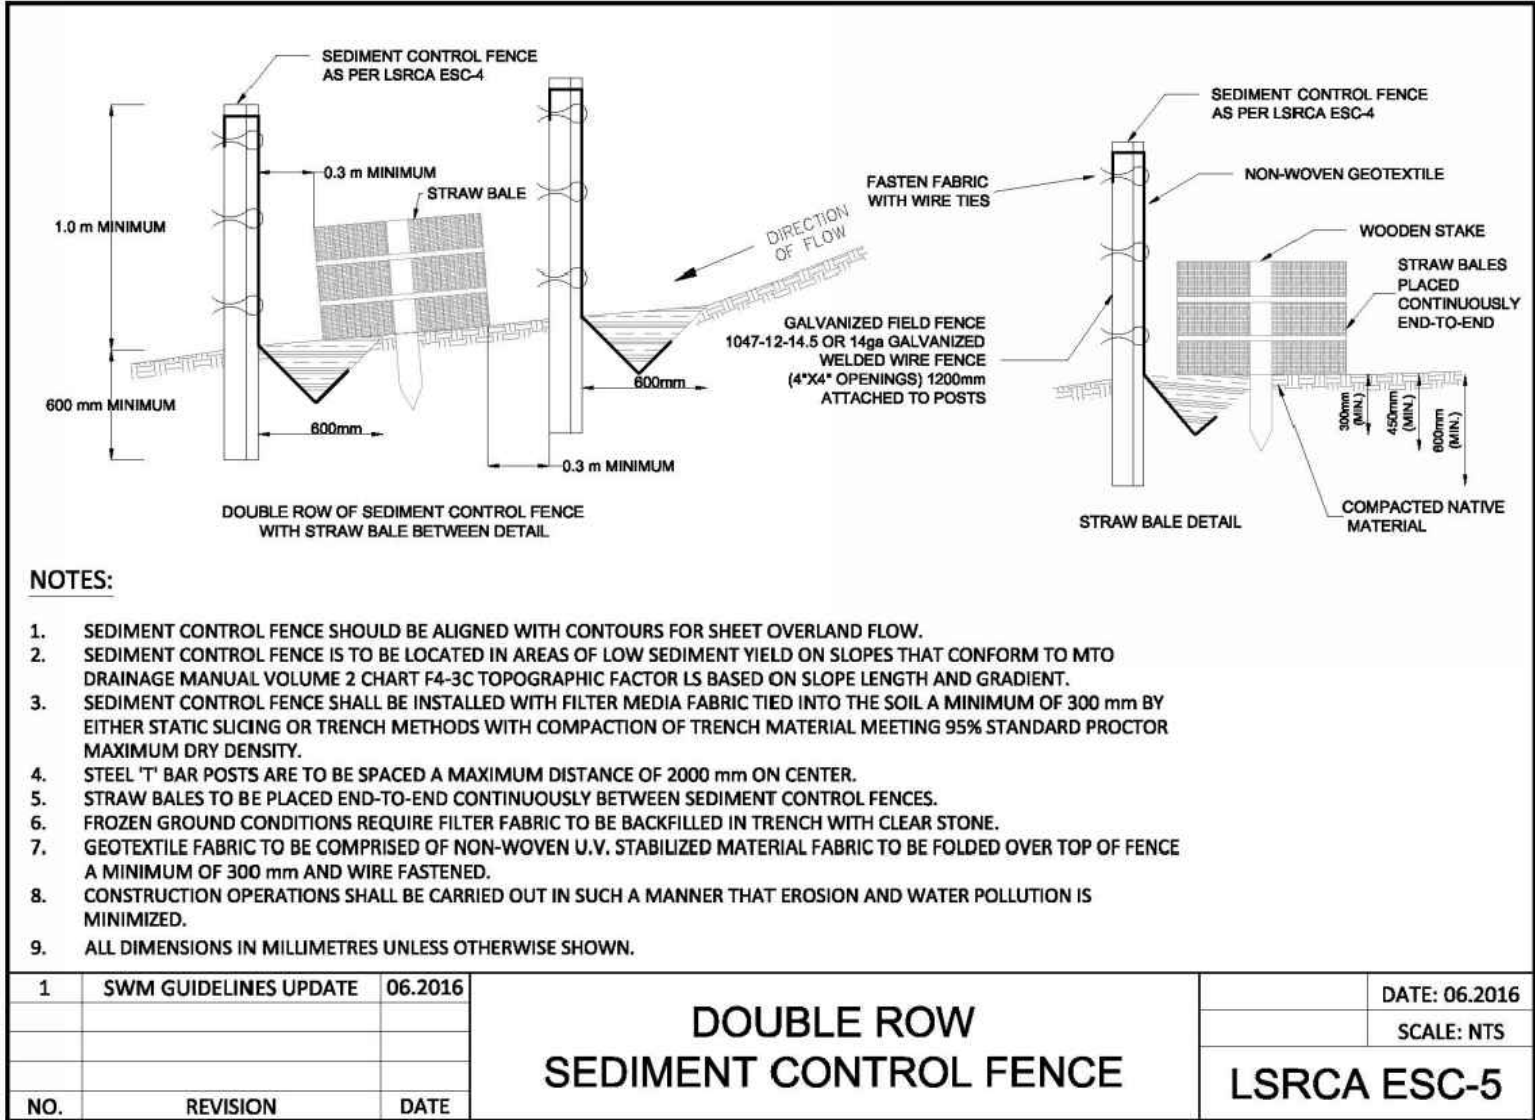 SEDIMENT CONTROL FENCE
AS PER LSRCA ESC-4
0.3 m MINIMUM
STRAW BALE
1.0 m MINIMUM
DIRECTION
OF FLOW
600 mm MINIMUM
600mm
600mm
0.3 m MINIMUM
DOUBLE ROW OF SEDIMENT CONTROL FENCE
WITH STRAW BALE BETWEEN DETAIL
SEDIMENT CONTROL FENCE
AS PER LSRCA ESC-4
FASTEN FABRIC
WITH WIRE TIES
NON-WOVEN GEOTEXTILE
WOODEN STAKE
STRAW BALES
PLACED
CONTINUOUSLY
END-TO-END
GALVANIZED FIELD FENCE
1047-12-14.5 OR 14ga GALVANIZED
WELDED WIRE FENCE
(4"X4" OPENINGS) 1200mm
ATTACHED TO POSTS
300mm
(MIN.)
450mm
(MIN.)
600mm
(MIN.)
COMPACTED NATIVE
MATERIAL
STRAW BALE DETAIL
NOTES:
1. SEDIMENT CONTROL FENCE SHOULD BE ALIGNED WITH CONTOURS FOR SHEET OVERLAND FLOW.
2. SEDIMENT CONTROL FENCE IS TO BE LOCATED IN AREAS OF LOW SEDIMENT YIELD ON SLOPES THAT CONFORM TO MTO
DRAINAGE MANUAL VOLUME 2 CHART F4-3C TOPOGRAPHIC FACTOR LS BASED ON SLOPE LENGTH AND GRADIENT.
3. SEDIMENT CONTROL FENCE SHALL BE INSTALLED WITH FILTER MEDIA FABRIC TIED INTO THE SOIL A MINIMUM OF 300 mm BY
EITHER STATIC SLICING OR TRENCH METHODS WITH COMPACTION OF TRENCH MATERIAL MEETING 95% STANDARD PROCTOR
MAXIMUM DRY DENSITY.
4. STEEL 'T' BAR POSTS ARE TO BE SPACED A MAXIMUM DISTANCE OF 2000 mm ON CENTER.
5. STRAW BALES TO BE PLACED END-TO-END CONTINUOUSLY BETWEEN SEDIMENT CONTROL FENCES.
6. FROZEN GROUND CONDITIONS REQUIRE FILTER FABRIC TO BE BACKFILLED IN TRENCH WITH CLEAR STONE.
7. GEOTEXTILE FABRIC TO BE COMPRISED OF NON-WOVEN U.V. STABILIZED MATERIAL FABRIC TO BE FOLDED OVER TOP OF FENCE
A MINIMUM OF 300 mm AND WIRE FASTENED.
8. CONSTRUCTION OPERATIONS SHALL BE CARRIED OUT IN SUCH A MANNER THAT EROSION AND WATER POLLUTION IS
MINIMIZED.
9. ALL DIMENSIONS IN MILLIMETRES UNLESS OTHERWISE SHOWN.
1 SWM GUIDELINES UPDATE 06.2016
NO. REVISION DATE
DOUBLE ROW
SEDIMENT CONTROL FENCE
DATE: 06.2016
SCALE: NTS
LSRCA ESC-5